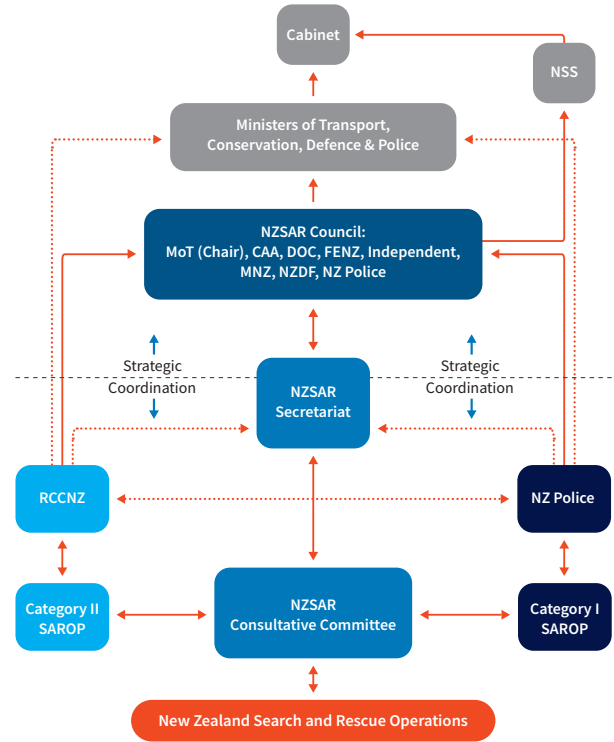 Cabinet
NSS
Ministers of Transport,
Conservation, Defence & Police
NZSAR Council:
MoT (Chair), CAA, DOC, FENZ, Independent,
MNZ, NZDF, NZ Police
Strategic
Coordination
NZSAR
Secretariat
Strategic
Coordination
RCCNZ
NZ Police
Category II
SAROP
NZSAR
Consultative Committee
Category I
SAROP
New Zealand Search and Rescue Operations